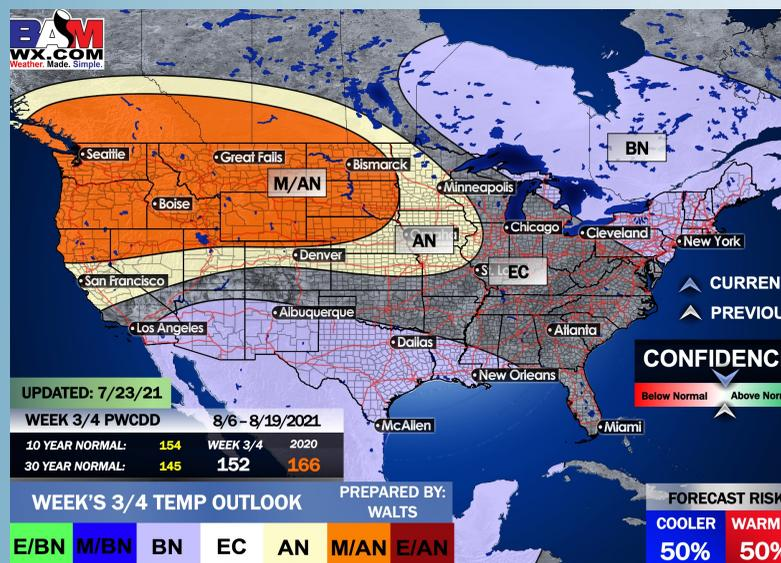 BAM
WX.COM
Weather. Made. Simple.
BN
Seattle
Great Falls
Bismarck
M/AN
Minneapolis
Boise
Chicago
Cleveland
New York
AN
Denver
EC
San Francisco
CURREN
Albuquerque
PREVIOU
Los Angeles
Atlanta
Dallas
CONFIDENC
New Orleans
UPDATED: 7/23/21
Below Normal
Above Nor
WEEK 3/4 PWCDD
8/6 – 8/19/2021
McAllen
Miami
10 YEAR NORMAL: 154 WEEK 3/4 2020
30 YEAR NORMAL: 145 152 166
WEEK'S 3/4 TEMP OUTLOOK
PREPARED BY:
WALTS
FORECAST RISK
COOLER WARM
50% 50%
E/BN M/BN BN EC AN M/AN E/AN